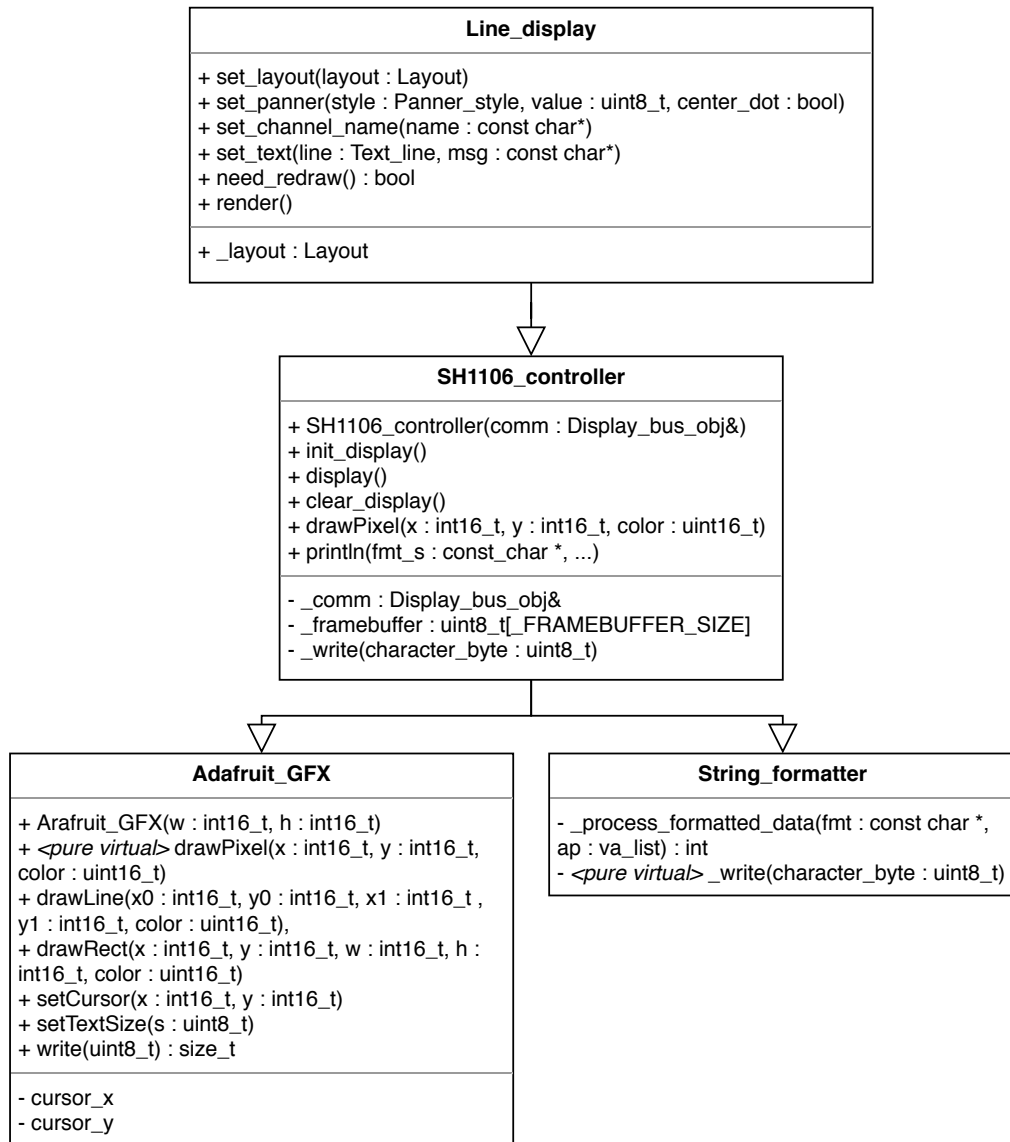 Line_display
+ set_layout(layout : Layout)
+ set_panner(style : Panner_style, value : uint8_t, center_dot : bool)
+ set_channel_name(name : const char*)
+ set_text(line : Text_line, msg : const char*)
+ need_redraw() : bool
+ render()
+ _layout : Layout
SH1106_controller
+ SH1106_controller(comm : Display_bus_obj&)
+ init_display()
+ display()
+ clear_display()
+ drawPixel(x : int16_t, y : int16_t, color : uint16_t)
+ println(fmt_s : const_char *, ...)
- _comm : Display_bus_obj&
- _framebuffer : uint8_t[_FRAMEBUFFER_SIZE]
- _write(character_byte : uint8_t)
Adafruit_GFX
+ Arafruit_GFX(w : int16_t, h : int16_t)
+ <pure virtual> drawPixel(x : int16_t, y : int16_t,
color : uint16_t)
+ drawLine(x0 : int16_t, y0 : int16_t, x1 : int16_t ,
y1 : int16_t, color : uint16_t),
+ drawRect(x : int16_t, y : int16_t, w : int16_t, h :
int16_t, color : uint16_t)
+ setCursor(x : int16_t, y : int16_t)
+ setTextSize(s : uint8_t)
+ write(uint8_t) : size_t
- cursor_x
- cursor_y
String_formatter
- _process_formatted_data(fmt : const char *,
ap : va_list) : int
- <pure virtual> _write(character_byte : uint8_t)